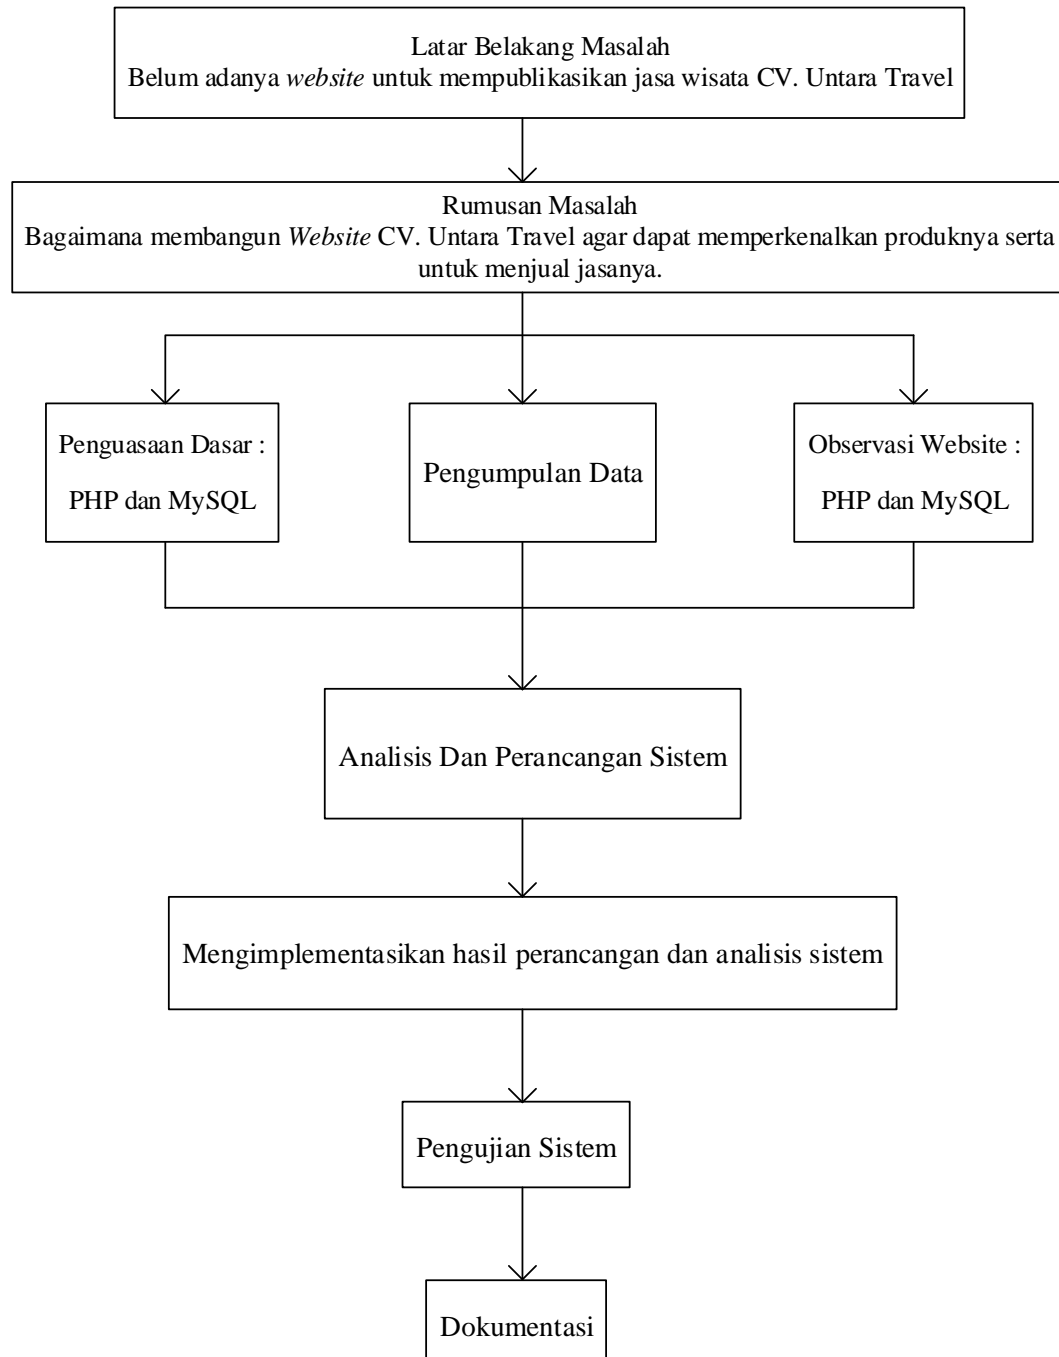 Latar Belakang Masalah
Belum adanya website untuk mempublikasikan jasa wisata CV. Untara Travel
Rumusan Masalah
Bagaimana membangun Website CV. Untara Travel agar dapat memperkenalkan produknya serta
untuk menjual jasanya.
Penguasaan Dasar :
PHP dan MySQL
Pengumpulan Data
Observasi Website :
PHP dan MySQL
Analisis Dan Perancangan Sistem
Mengimplementasikan hasil perancangan dan analisis sistem
Pengujian Sistem
Dokumentasi